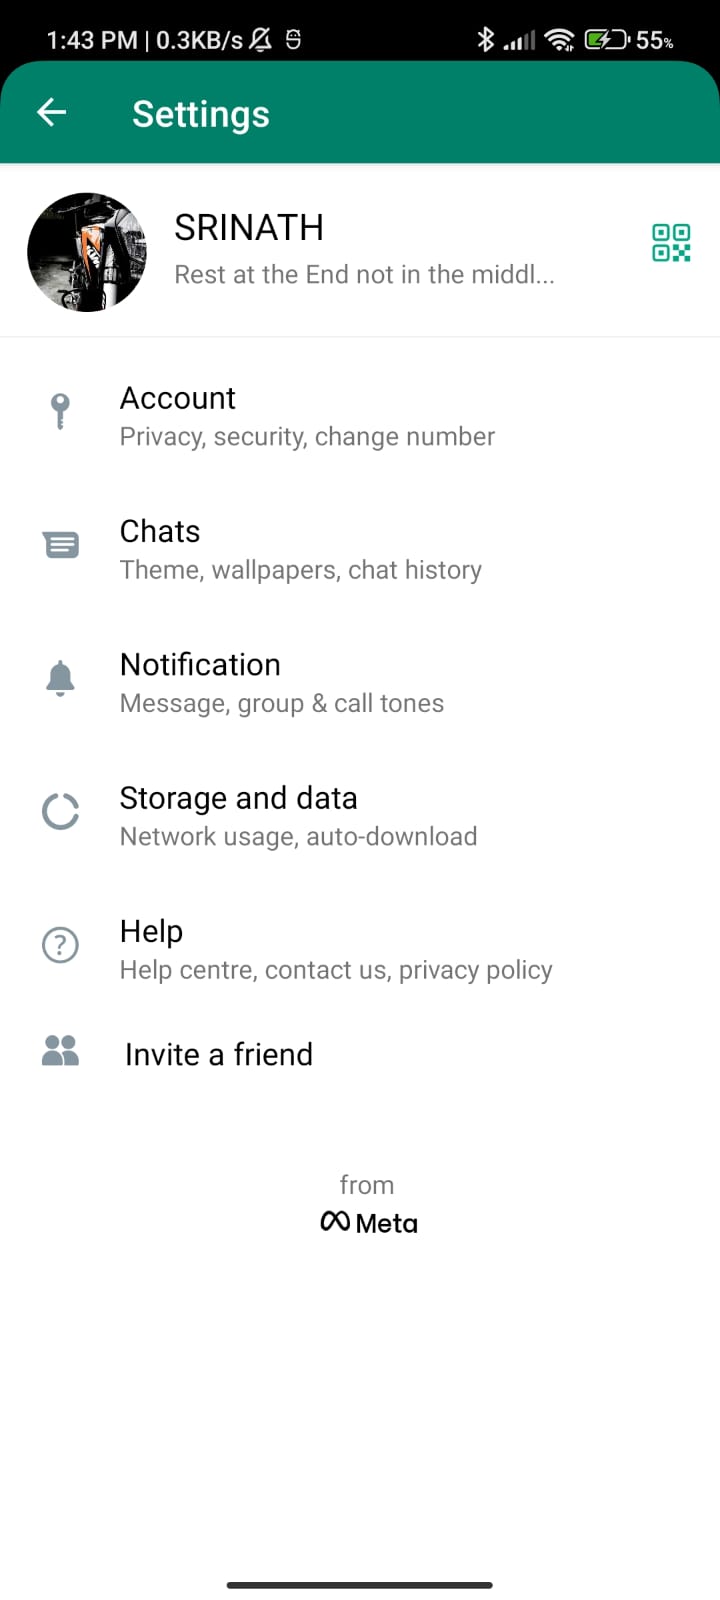 1:43 PM | 0.3KB/s 55%
Settings
SRINATH
Rest at the End not in the middl...
Account
Privacy, security, change number
Chats
Theme, wallpapers, chat history
Notification
Message, group & call tones
Storage and data
Network usage, auto-download
Help
Help centre, contact us, privacy policy
Invite a friend
from
Meta